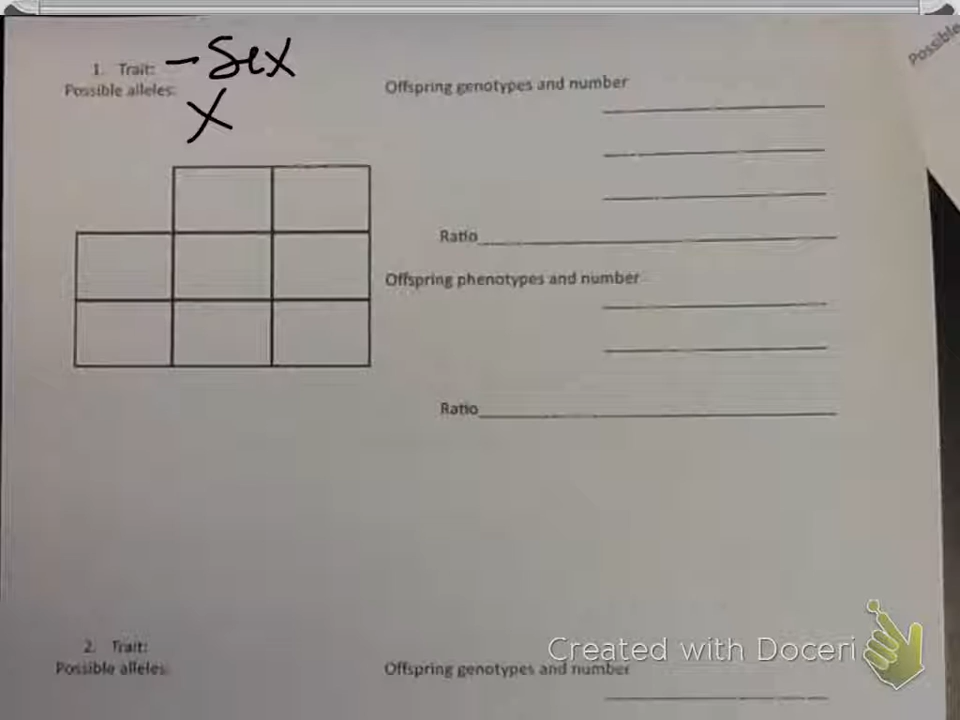 Possible
1. Trait: - Sex
Possible alleles:
X
Offspring genotypes and number
Ratio
Offspring phenotypes and number
Ratio
2. Trait:
Possible alleles:
Offspring genotypes and number
Created with Doceri